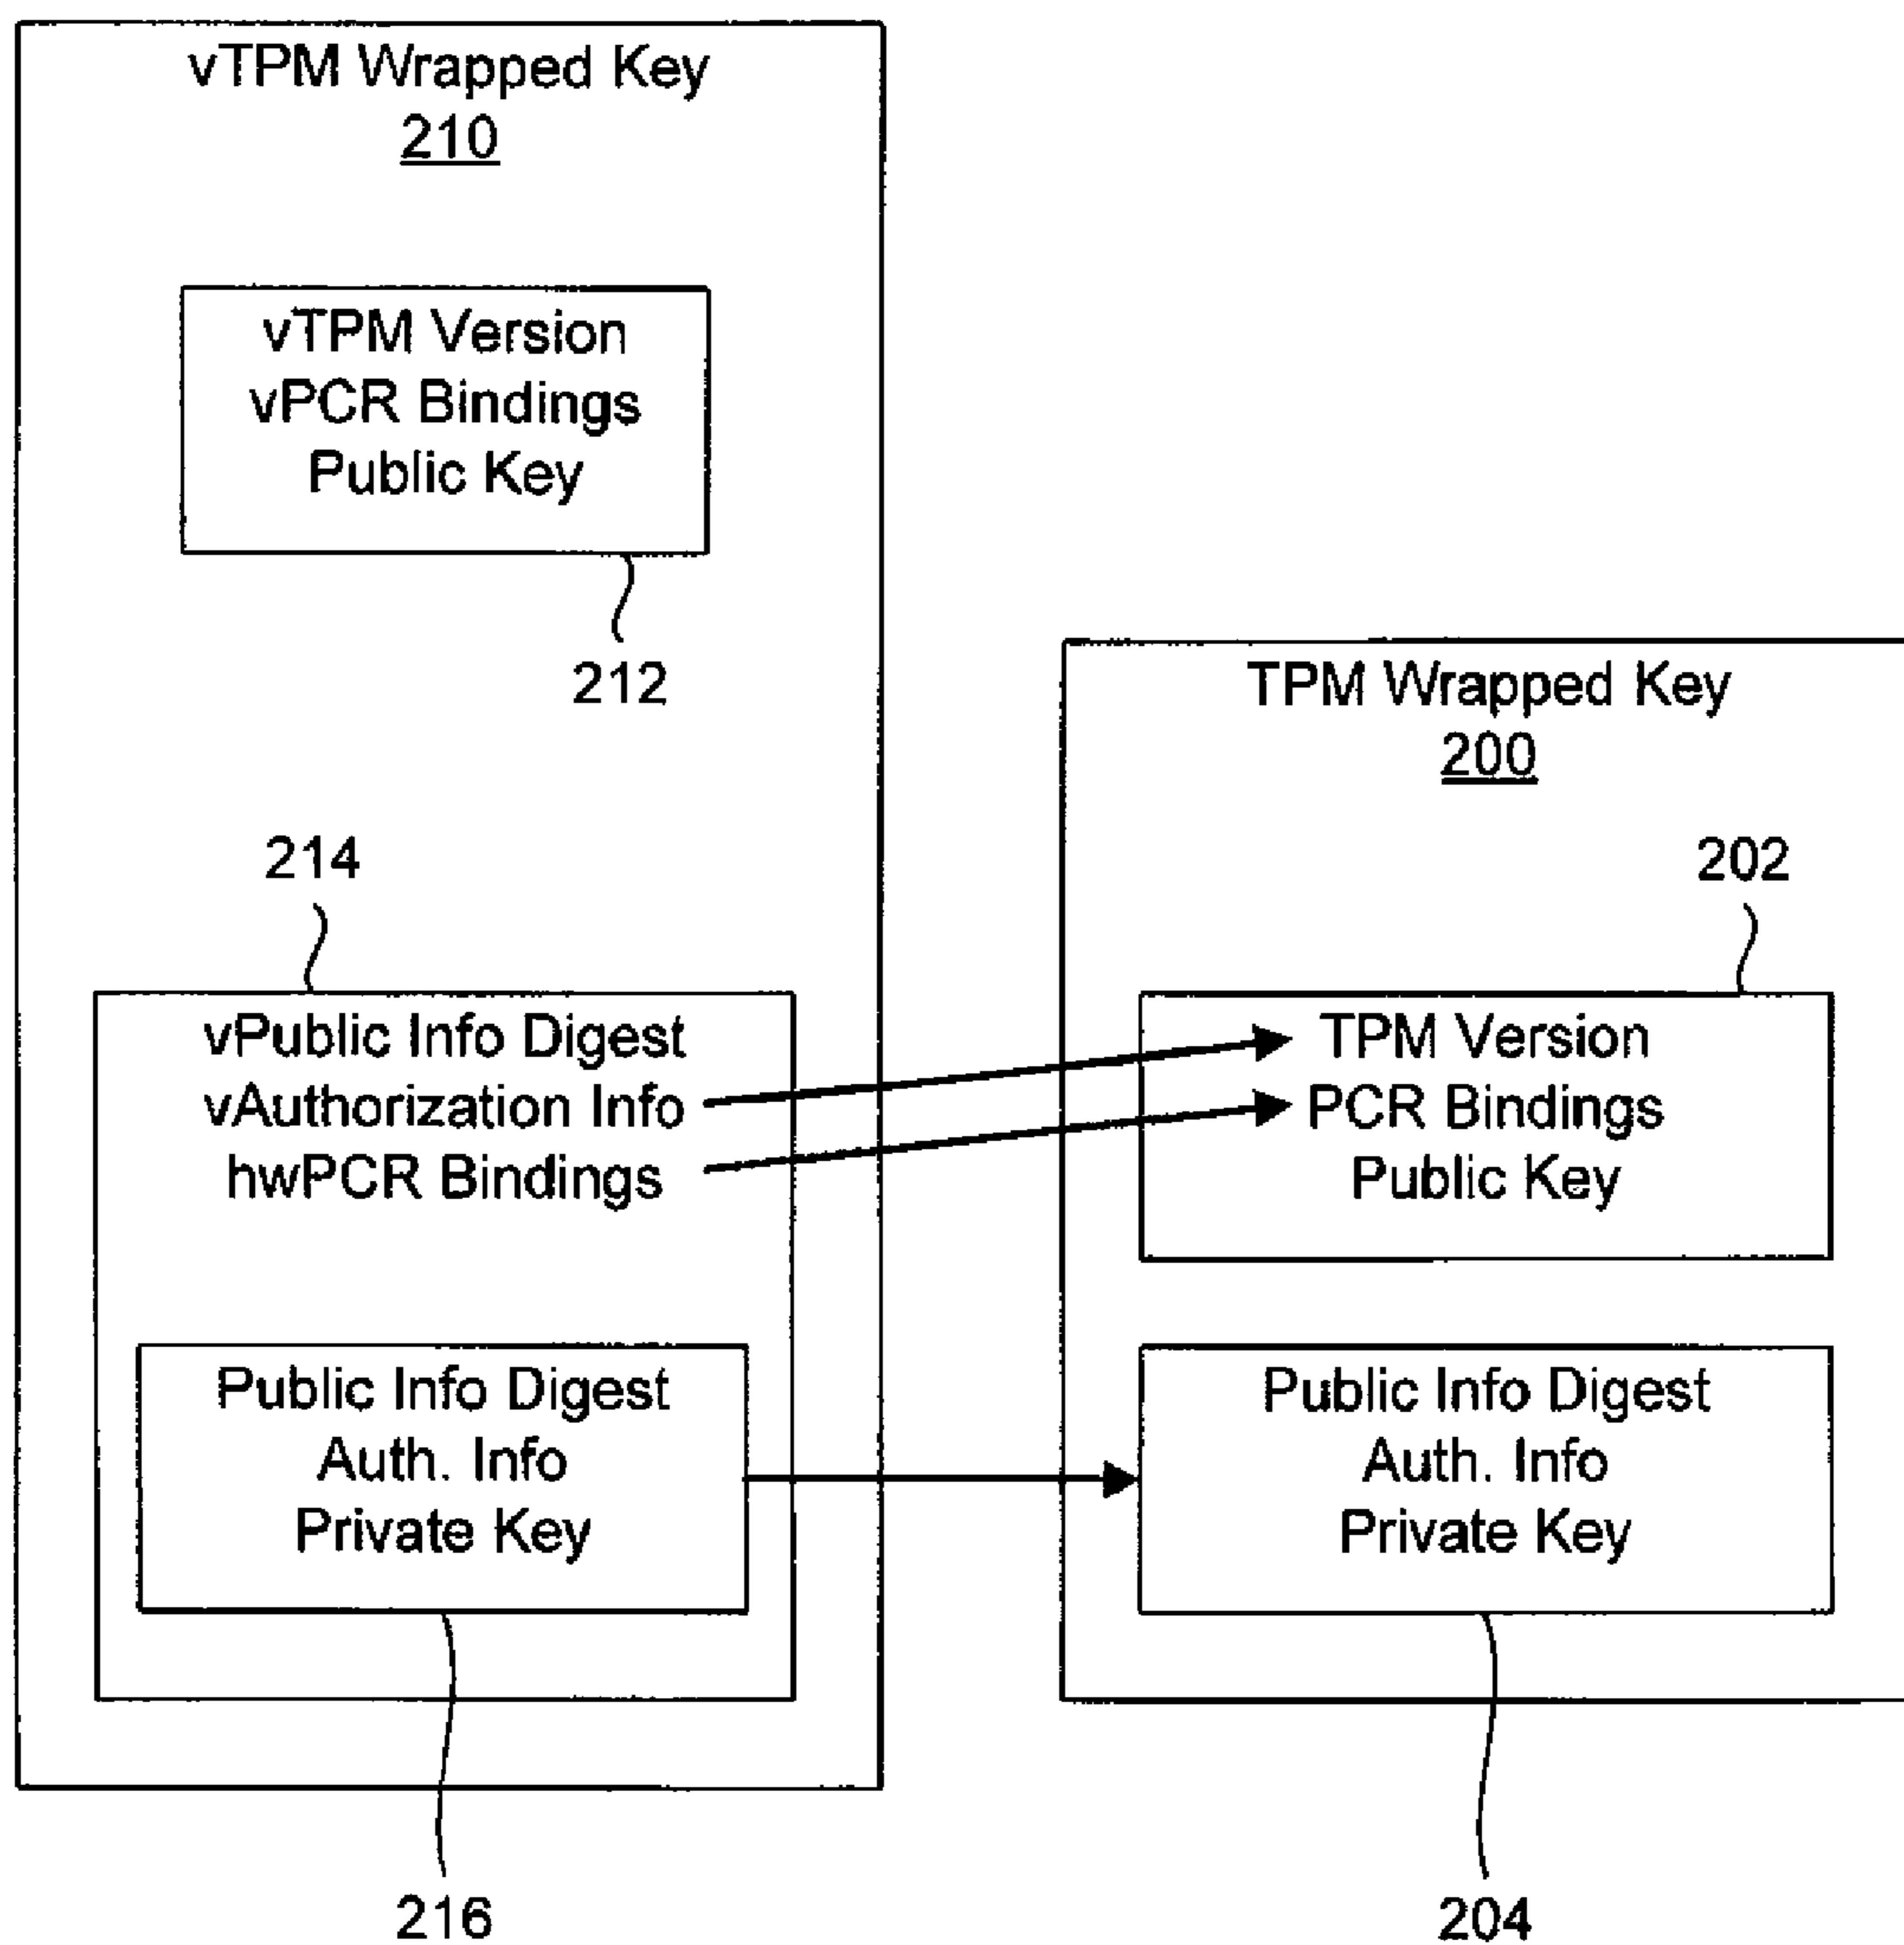 vTPM Wrapped Key
210
vTPM Version
vPCR Bindings
Public Key
212
214
vPublic Info Digest
vAuthorization Info
hwPCR Bindings
Public Info Digest
Auth. Info
Private Key
216
TPM Wrapped Key
200
202
TPM Version
PCR Bindings
Public Key
Public Info Digest
Auth. Info
Private Key
204